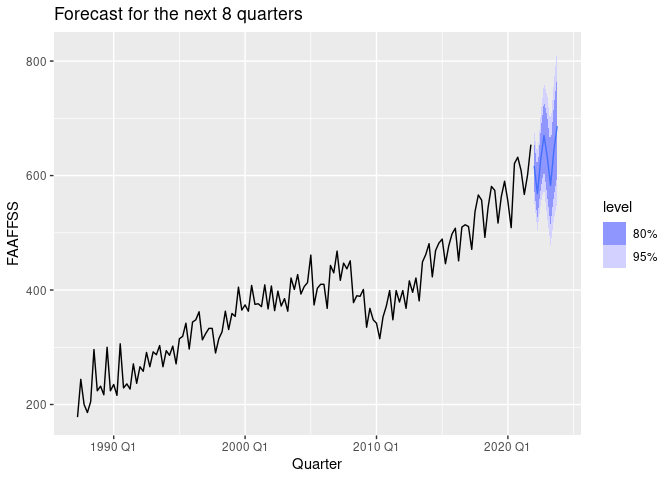 Forecast for the next 8 quarters
800
600
400
200
FAAFFSS
1990 Q1 2000 Q1 2010 Q1 2020 Q1
Quarter
level
80%
95%